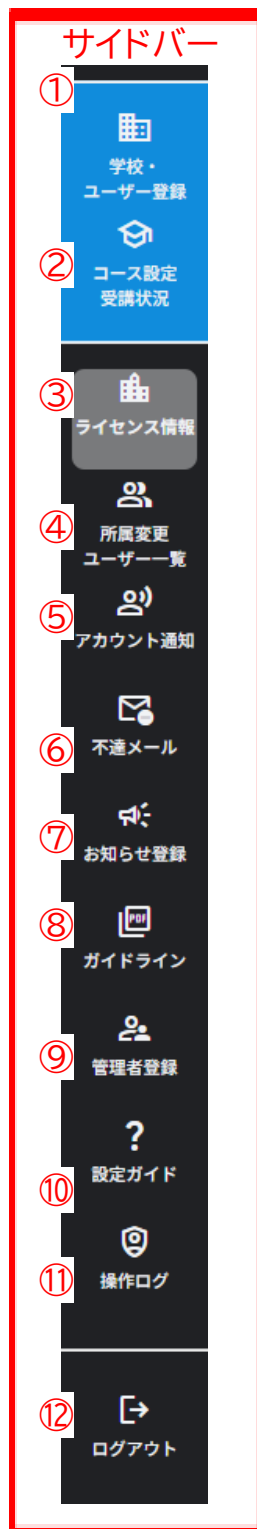 サイドバー
①
学校・
ユーザー登録
②
コース設定
受講状況
③
ライセンス情報
④
所属変更
ユーザー一覧
⑤
アカウント通知
⑥
不達メール
⑦
お知らせ登録
⑧
PDF
ガイドライン
⑨
管理者登録
?
⑩
設定ガイド
⑪
操作ログ
⑫
ログアウト